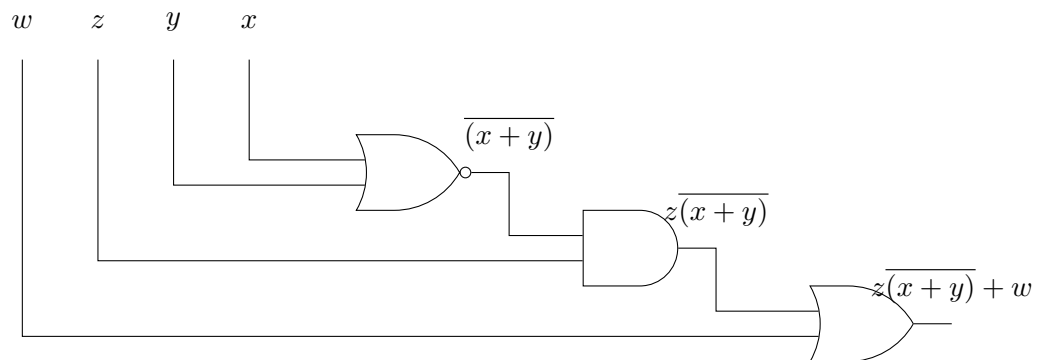 w z y x
\overline{(x + y)}
z\overline{(x + y)}
z\overline{(x + y)} + w